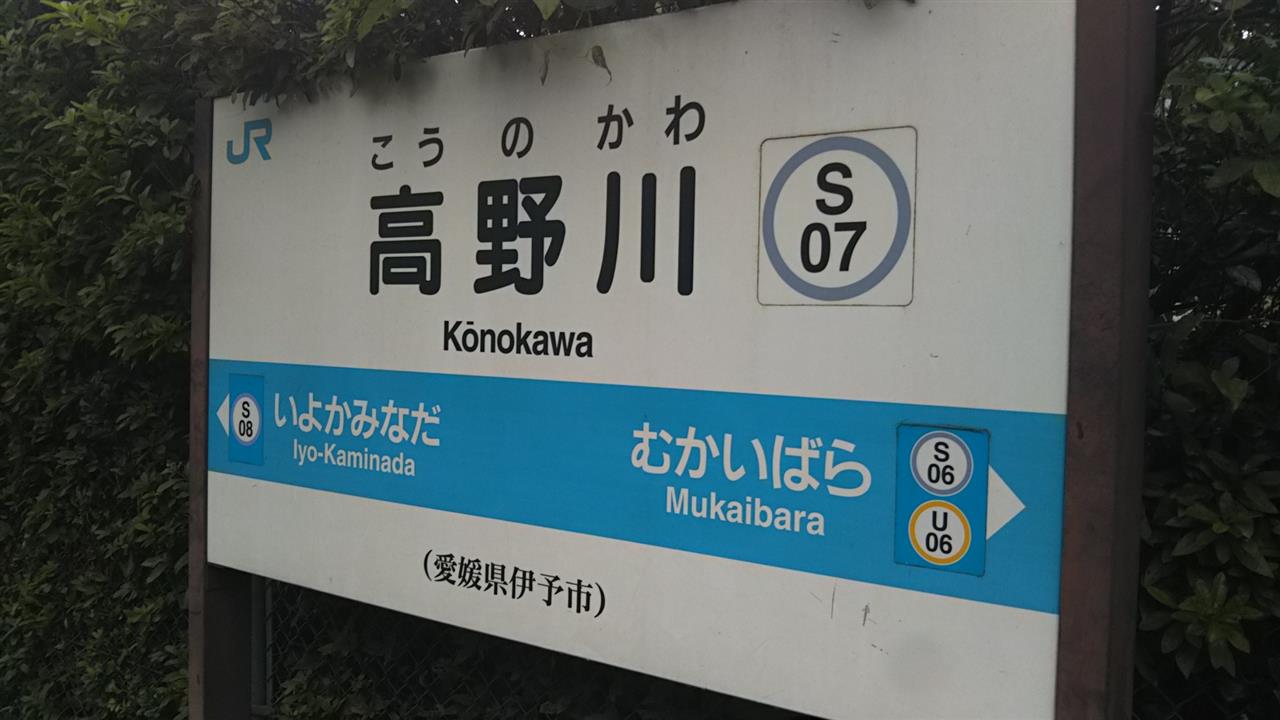 JR
こうのかわ
高野川
S
07
Kōnokawa
S
08
いよかみなだ
Iyo-Kaminada
むかいばら
Mukaibara
S
06
U
06
(愛媛県伊予市)